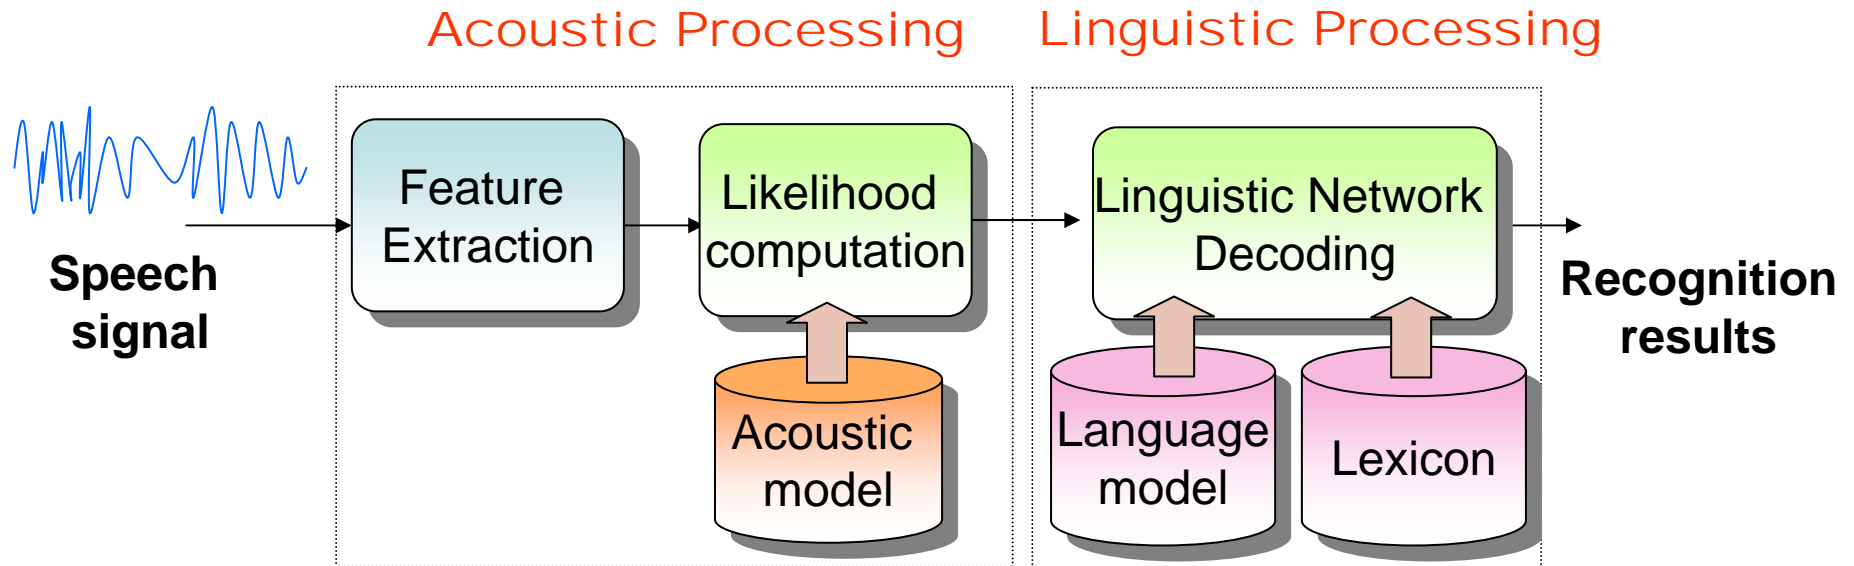 Acoustic Processing
Linguistic Processing
Speech
signal
Feature
Extraction
Likelihood
computation
Acoustic
model
Linguistic Network
Decoding
Language
model
Lexicon
Recognition
results